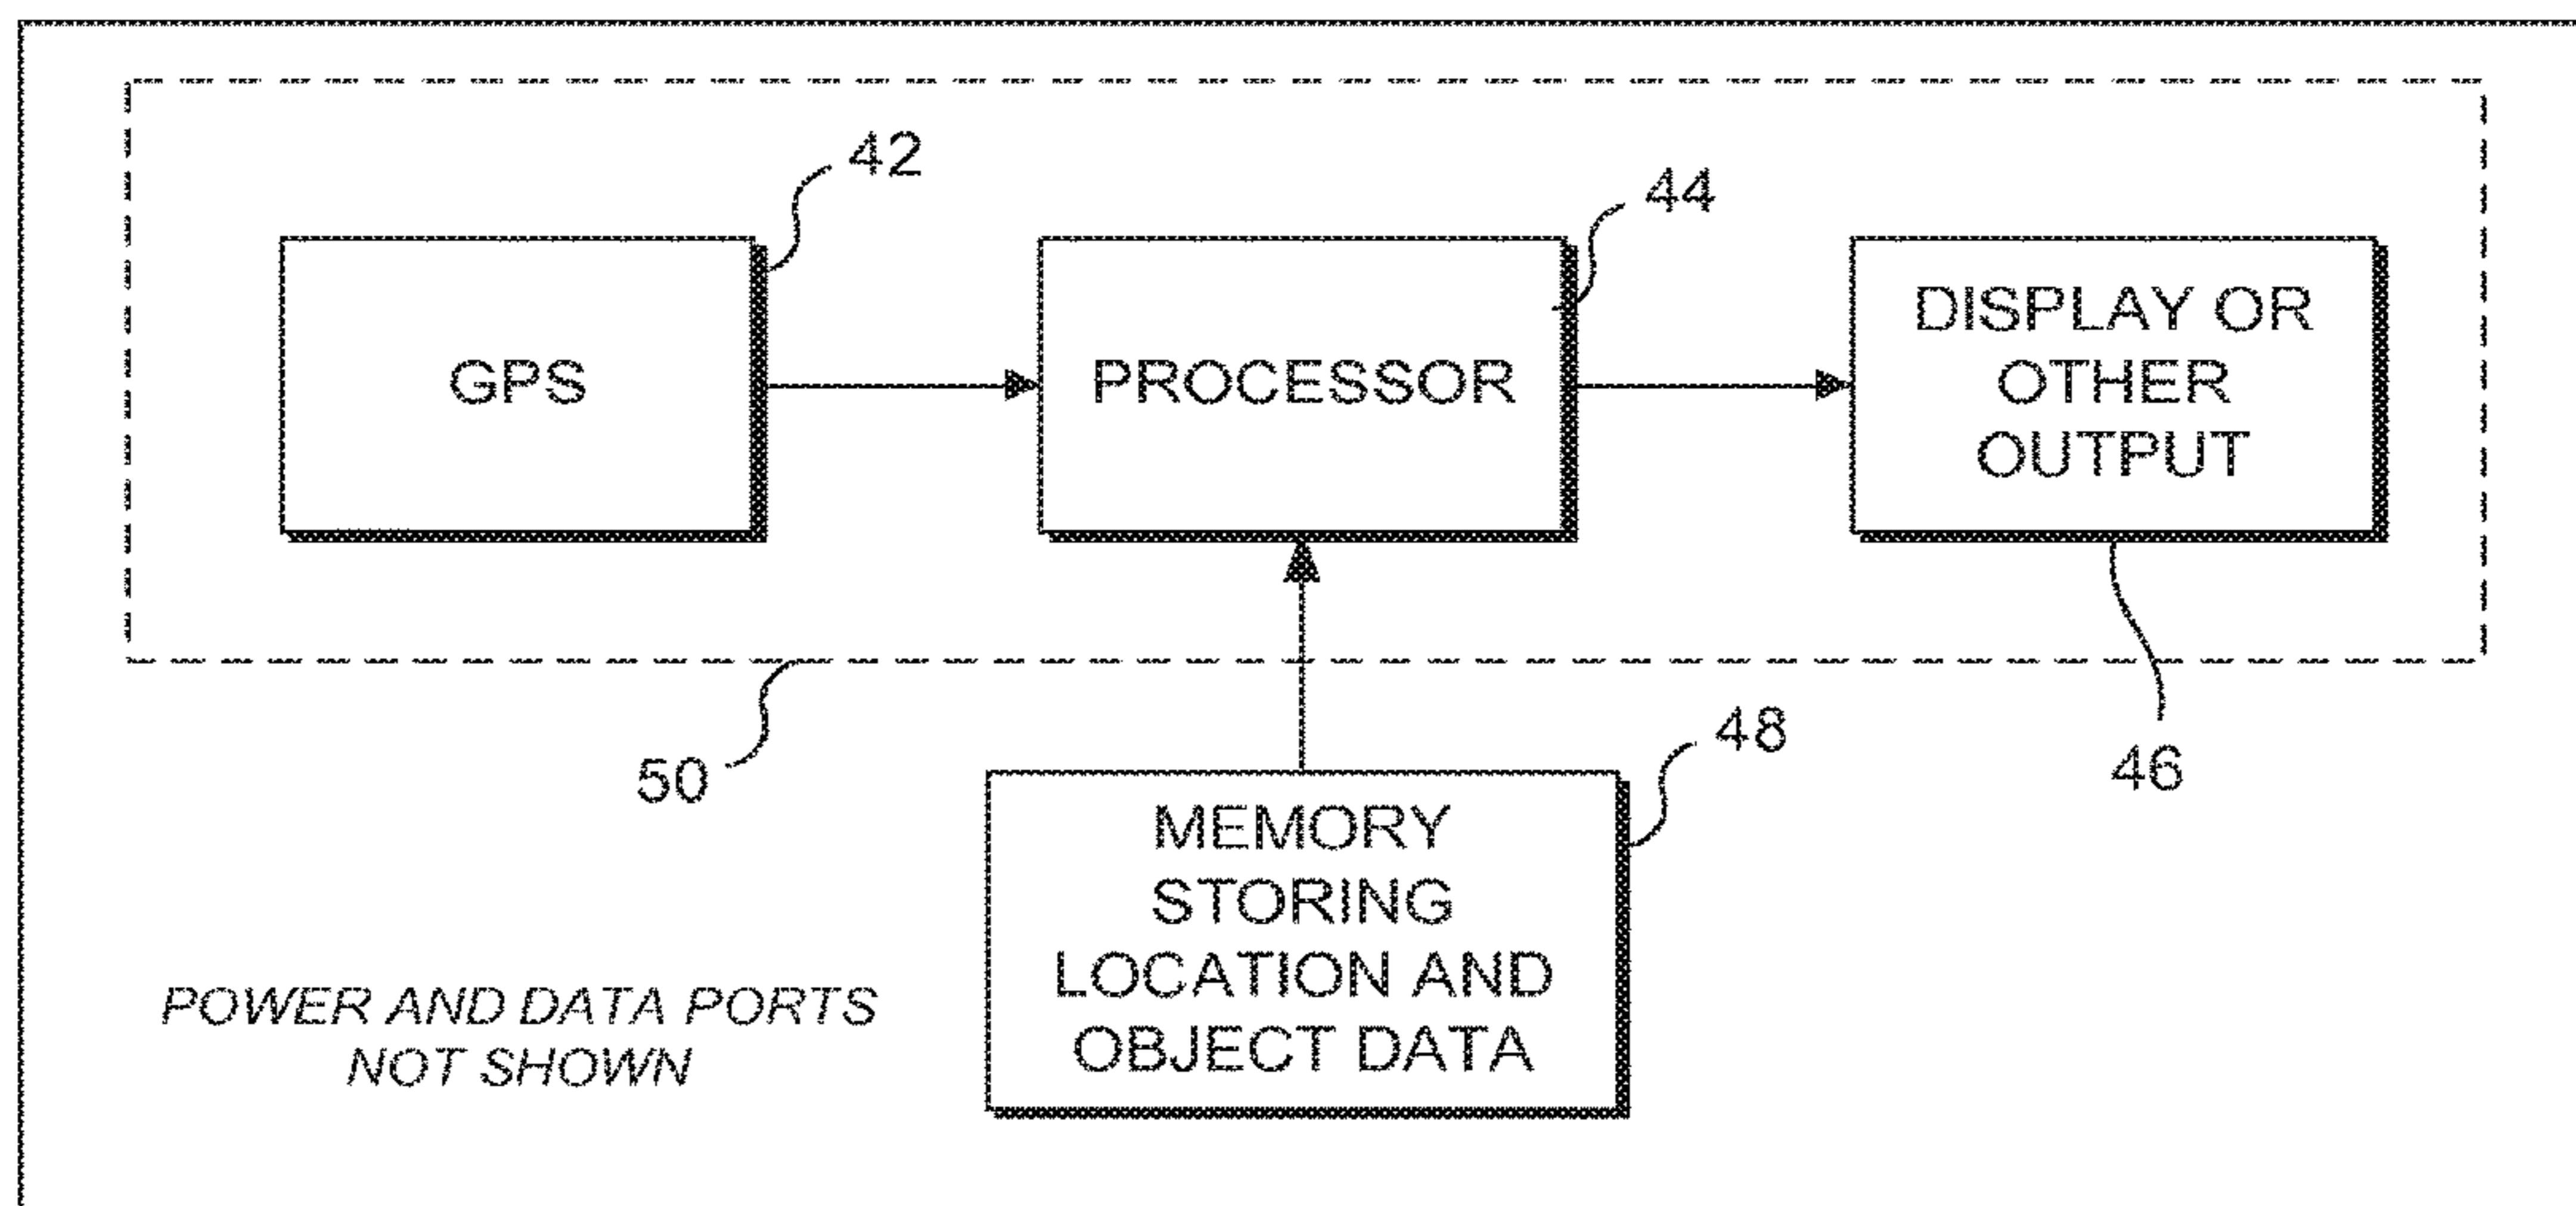 42
44
GPS
PROCESSOR
DISPLAY OR
OTHER
OUTPUT
50
48
46
MEMORY
STORING
LOCATION AND
OBJECT DATA
POWER AND DATA PORTS
NOT SHOWN